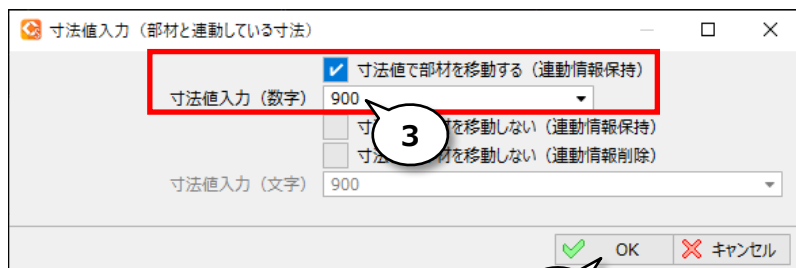 寸法値入力（部材と連動している寸法）
寸法値で部材を移動する（連動情報保持）
寸法値入力（数字） 900
寸 材を移動しない（連動情報保持）
3
寸法 材を移動しない（連動情報削除）
寸法値入力（文字） 900
OK キャンセル